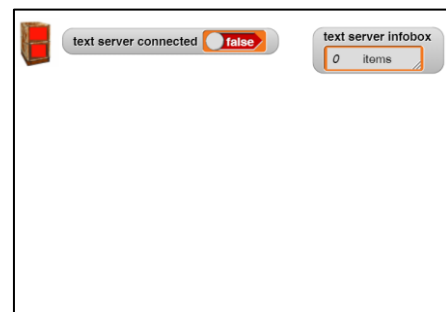 text server connected false
text server infobox
0 items